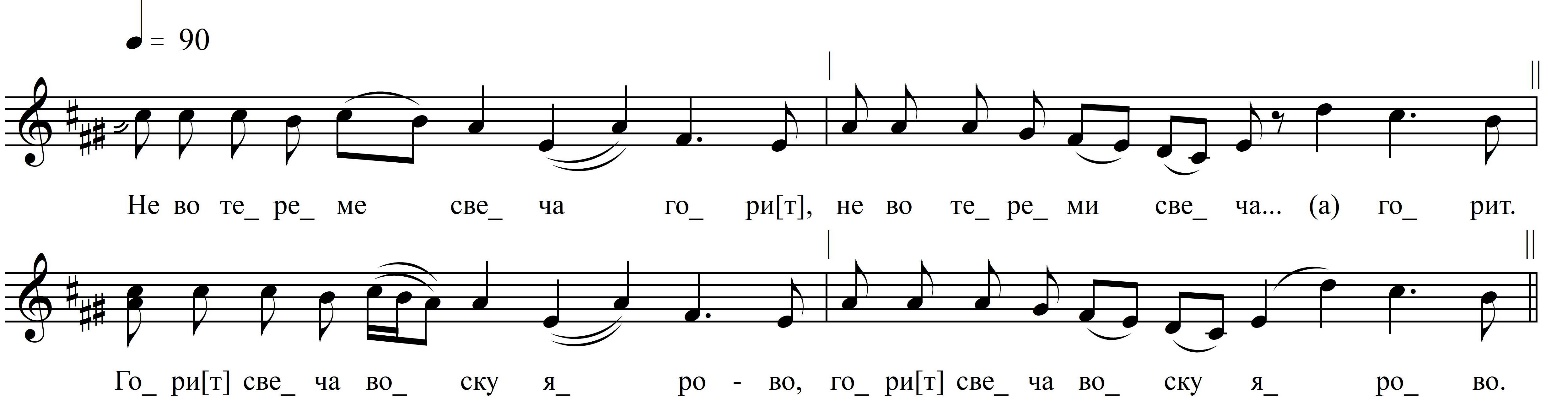 = 90
Не во те_ ре_ ме све_ ча го_ ри[т], не во те_ ре_ ми све_ ча... (а) го_ рит.
Го_ ри[т] све_ ча во_ ску я_ ро - во, го_ ри[т] све_ ча во_ ску я_ ро_ во.